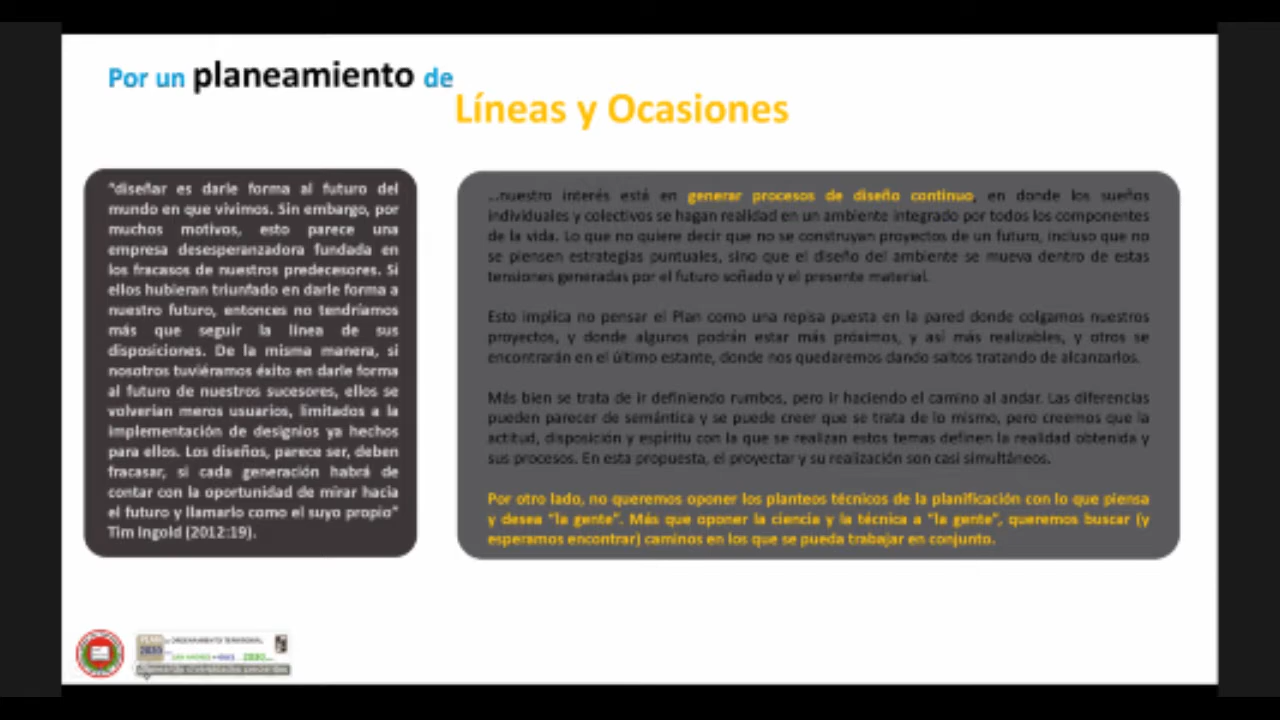 Por un planeamiento de
Líneas y Ocasiones
"diseñar es darle forma al futuro del
mundo en que vivimos. Sin embargo, por
muchos motivos, esto parece una
empresa desesperanzadora fundada en
los fracasos de nuestros predecesores. Si
ellos hubieran triunfado en darle forma a
nuestro futuro, entonces no tendríamos
más que seguir la línea de sus
disposiciones. De la misma manera, si
nosotros tuviéramos éxito en darle forma
al futuro de nuestros sucesores, ellos se
volverían meros usuarios, limitados a la
implementación de designios ya hechos
para ellos. Los diseños, parece ser, deben
fracasar, si cada generación habrá de
contar con la oportunidad de mirar hacia
el futuro y llamarlo como el suyo propio"
Tim Ingold (2012:19).
...nuestro interés está en generar procesos de diseño continuo, en donde los sueños
individuales y colectivos se hagan realidad en un ambiente integrado por todos los componentes
de la vida. Lo que no quiere decir que no se construyan proyectos de un futuro, incluso que no
se piensen estrategias puntuales, sino que el diseño del ambiente se mueva dentro de estas
tensiones generadas por el futuro soñado y el presente material.
Esto implica no pensar el Plan como una repisa puesta en la pared donde colgamos nuestros
proyectos, y donde algunos podrán estar más próximos, y así más realizables, y otros se
encontrarán en el último estante, donde nos quedaremos dando saltos tratando de alcanzarlos.
Más bien se trata de ir definiendo rumbos, pero ir haciendo el camino al andar. Las diferencias
pueden parecer de semántica y se puede creer que se trata de lo mismo, pero creemos que la
actitud, disposición y espíritu con la que se realizan estos temas definen la realidad obtenida y
sus procesos. En esta propuesta, el proyectar y su realización son casi simultáneos.
Por otro lado, no queremos oponer los planteos técnicos de la planificación con lo que piensa
y desea "la gente". Más que oponer la ciencia y la técnica a "la gente", queremos buscar (y
esperamos encontrar) caminos en los que se pueda trabajar en conjunto.
PLAN
ORDENAMIENTO TERRITORIAL